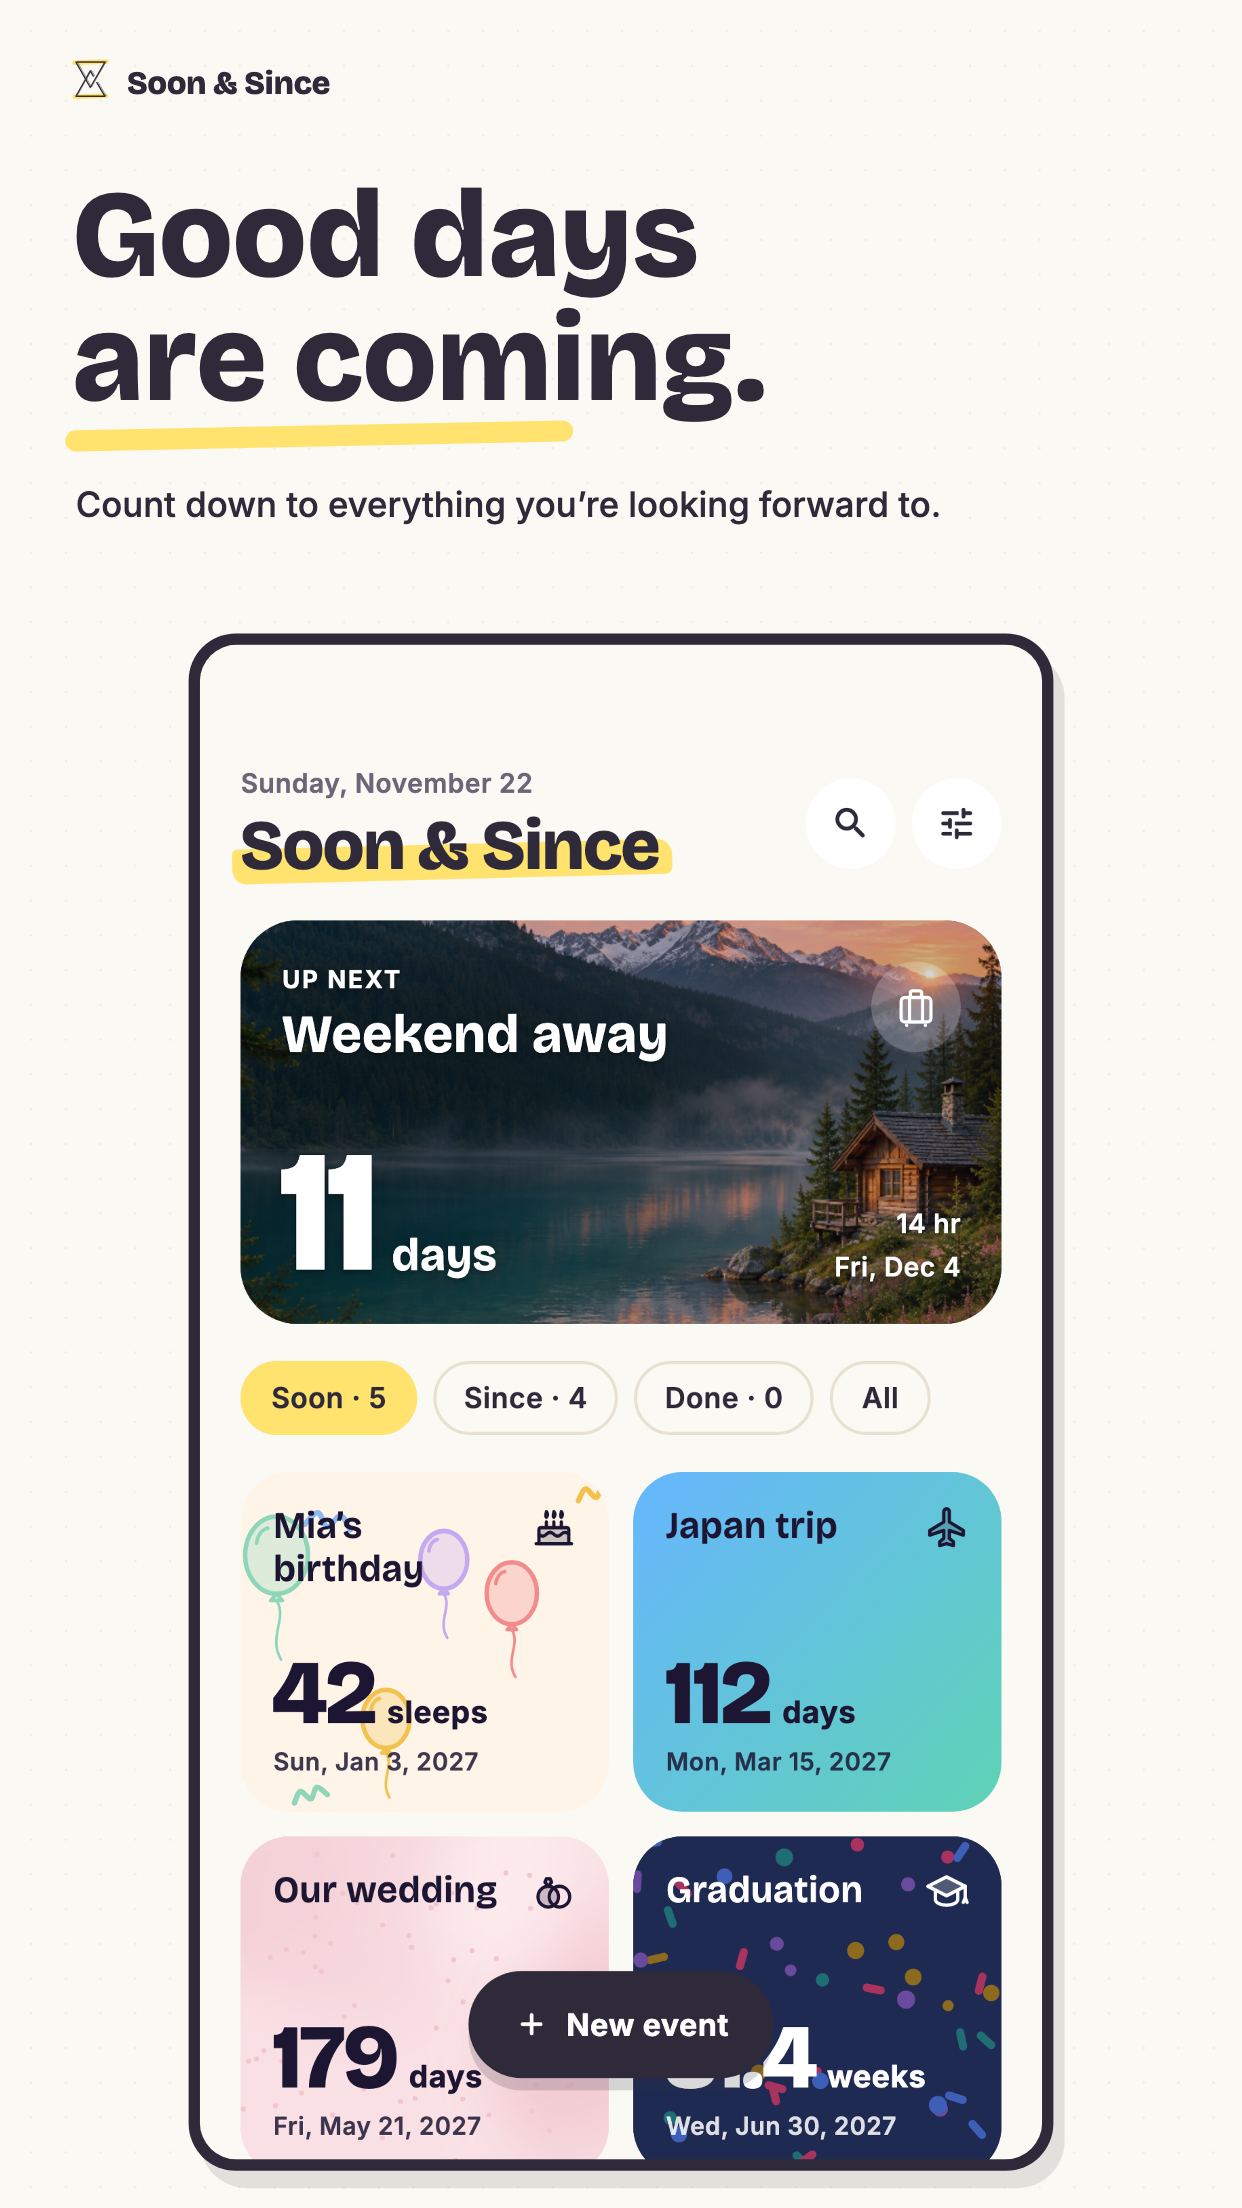 Soon & Since
Good days
are coming.
Count down to everything you’re looking forward to.
Sunday, November 22
Soon & Since
UP NEXT
Weekend away
11 days
14 hr
Fri, Dec 4
Soon · 5
Since · 4
Done · 0
All
Mia’s
birthday
42 sleeps
Sun, Jan 3, 2027
Japan trip
112 days
Mon, Mar 15, 2027
Our wedding
179 days
Fri, May 21, 2027
Graduation
weeks
Wed, Jun 30, 2027
+ New event